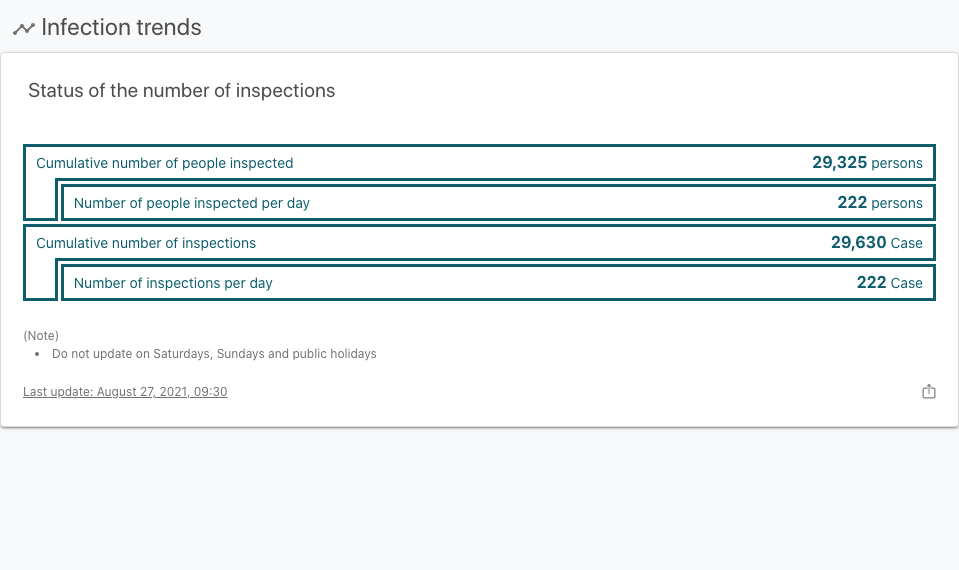 Infection trends
Status of the number of inspections
Cumulative number of people inspected 29,325 persons
Number of people inspected per day 222 persons
Cumulative number of inspections 29,630 Case
Number of inspections per day 222 Case
(Note)
• Do not update on Saturdays, Sundays and public holidays
Last update: August 27, 2021, 09:30